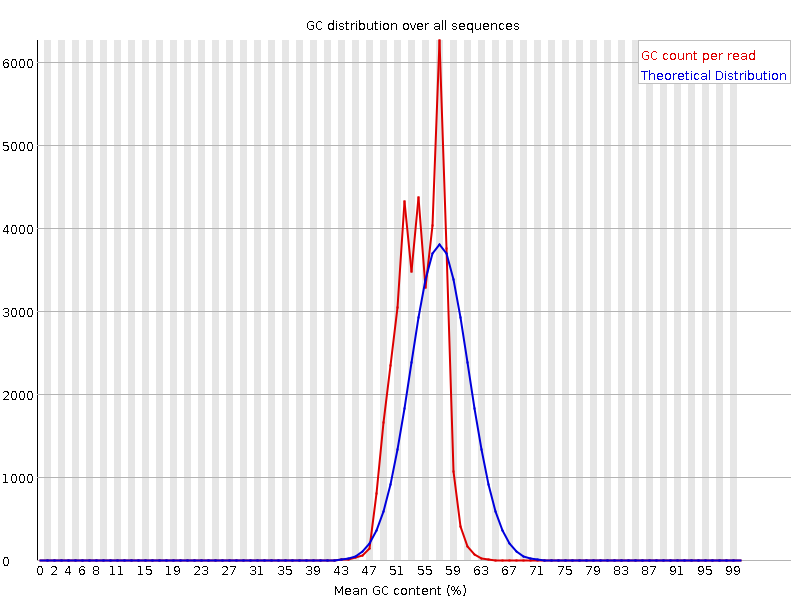 GC distribution over all sequences
GC count per read
Theoretical Distribution
6000
5000
4000
3000
2000
1000
0
0 2 4 6 8 11 15 19 23 27 31 35 39 43 47 51 55 59 63 67 71 75 79 83 87 91 95 99
Mean GC content (%)